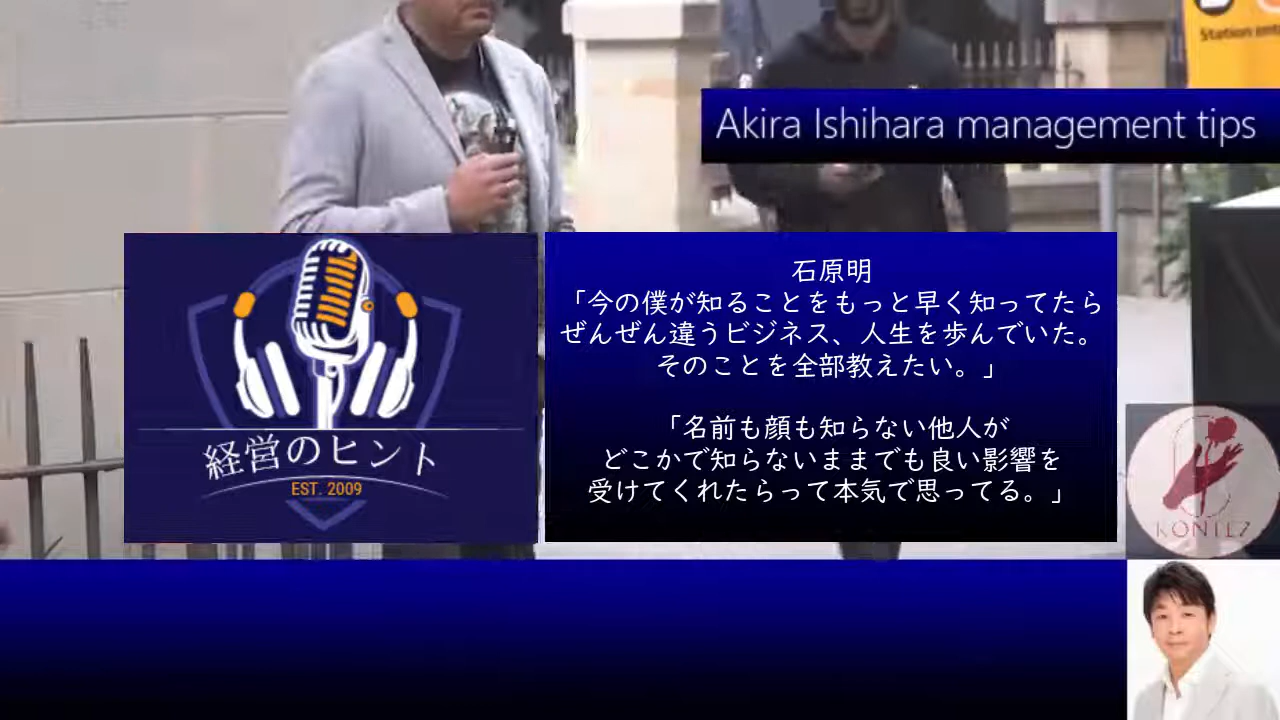 Station ent
Akira Ishihara management tips
石原明
「今の僕が知ることをもっと早く知ってたら
ぜんぜん違うビジネス、人生を歩んでいた。
そのことを全部教えたい。」
「名前も顔も知らない他人が
どこかで知らないままでも良い影響を
受けてくれたらって本気で思ってる。」
経営のヒント
EST. 2009
KONTEZ